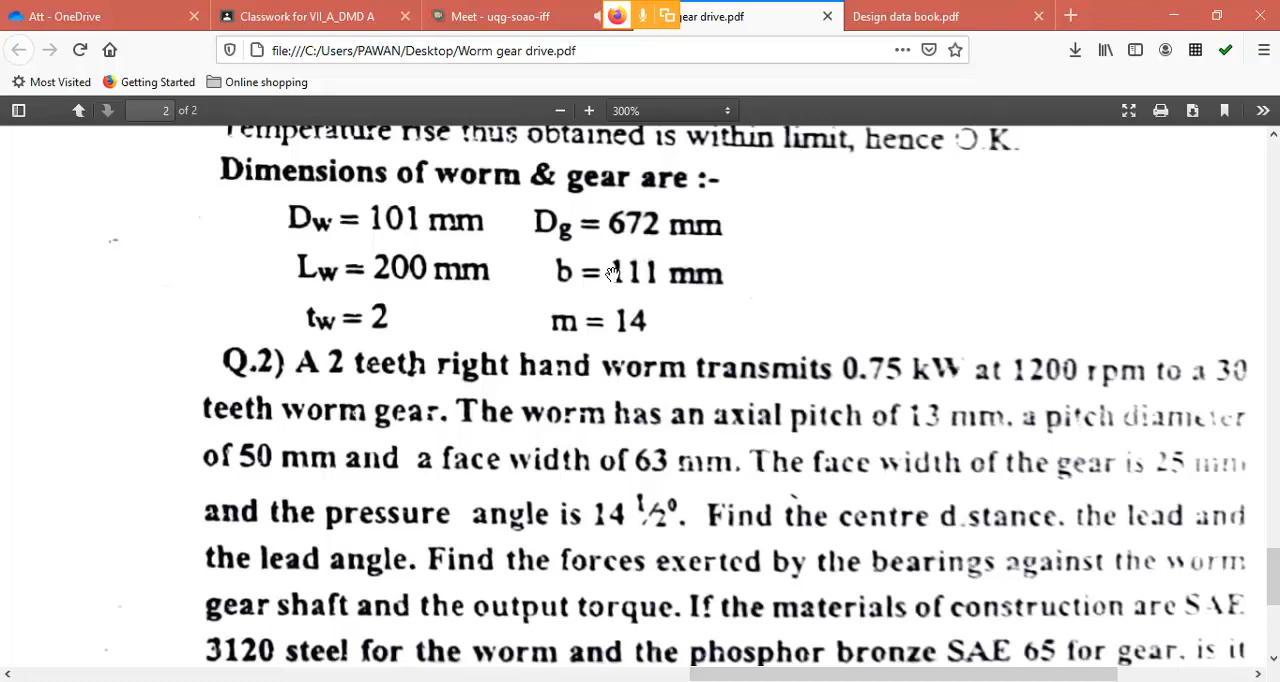 Att - OneDrive
Classwork for VII_A_DMD A
Meet - uqg-soao-iff
gear drive.pdf
Design data book.pdf
file:///C:/Users/PAWAN/Desktop/Worm gear drive.pdf
Most Visited
Getting Started
Online shopping
2 of 2
300%
Temperature rise thus obtained is within limit, hence O.K.
Dimensions of worm & gear are :-
Dw = 101 mm Dg = 672 mm
Lw = 200 mm b = 111 mm
tw = 2 m = 14
Q.2) A 2 teeth right hand worm transmits 0.75 kW at 1200 rpm to a 30
teeth worm gear. The worm has an axial pitch of 13 mm. a pitch diameter
of 50 mm and a face width of 63 mm. The face width of the gear is 25 mm
and the pressure angle is 14 ½⁰. Find the centre d.stance. the lead and
the lead angle. Find the forces exerted by the bearings against the worm
gear shaft and the output torque. If the materials of construction are SAE
3120 steel for the worm and the phosphor bronze SAE 65 for gear. is it